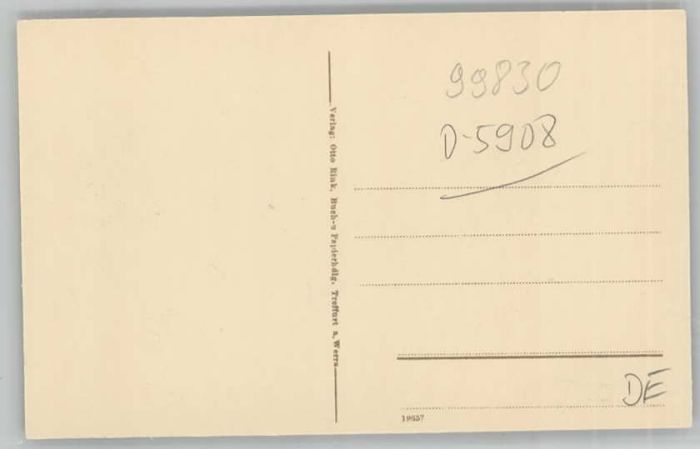 Verlag: Otto Rink, Buch- u Papierhdlg, Treffurt a. Werra
99830
D-5908
DE
19657